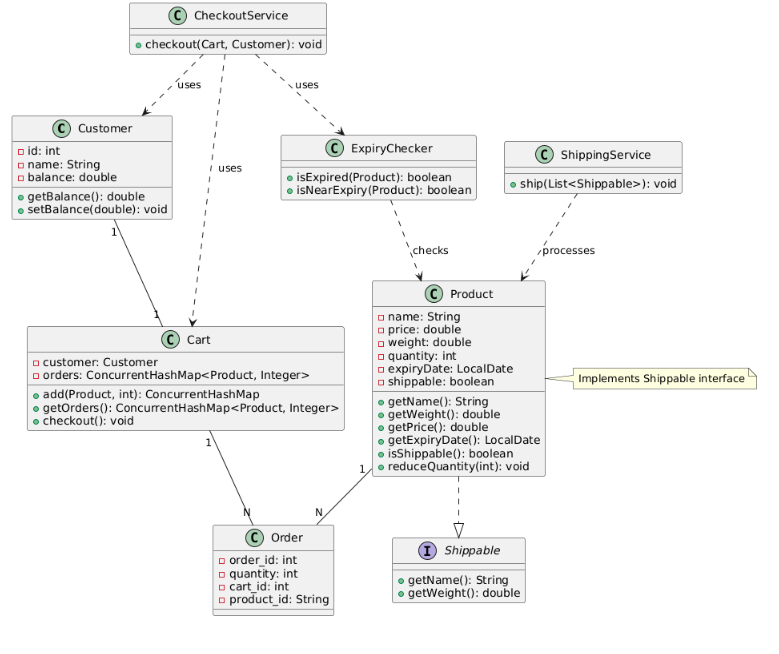 C CheckoutService
checkout(Cart, Customer): void
uses
uses
uses
C Customer
id: int
name: String
balance: double
getBalance(): double
setBalance(double): void
C ExpiryChecker
isExpired(Product): boolean
isNearExpiry(Product): boolean
C ShippingService
ship(List<Shippable>): void
checks
processes
1
1
C Cart
customer: Customer
orders: ConcurrentHashMap<Product, Integer>
add(Product, int): ConcurrentHashMap
getOrders(): ConcurrentHashMap<Product, Integer>
checkout(): void
C Product
name: String
price: double
weight: double
quantity: int
expiryDate: LocalDate
shippable: boolean
getName(): String
getWeight(): double
getPrice(): double
getExpiryDate(): LocalDate
isShippable(): boolean
reduceQuantity(int): void
Implements Shippable interface
1
N
1
N
C Order
order_id: int
quantity: int
cart_id: int
product_id: String
I Shippable
getName(): String
getWeight(): double